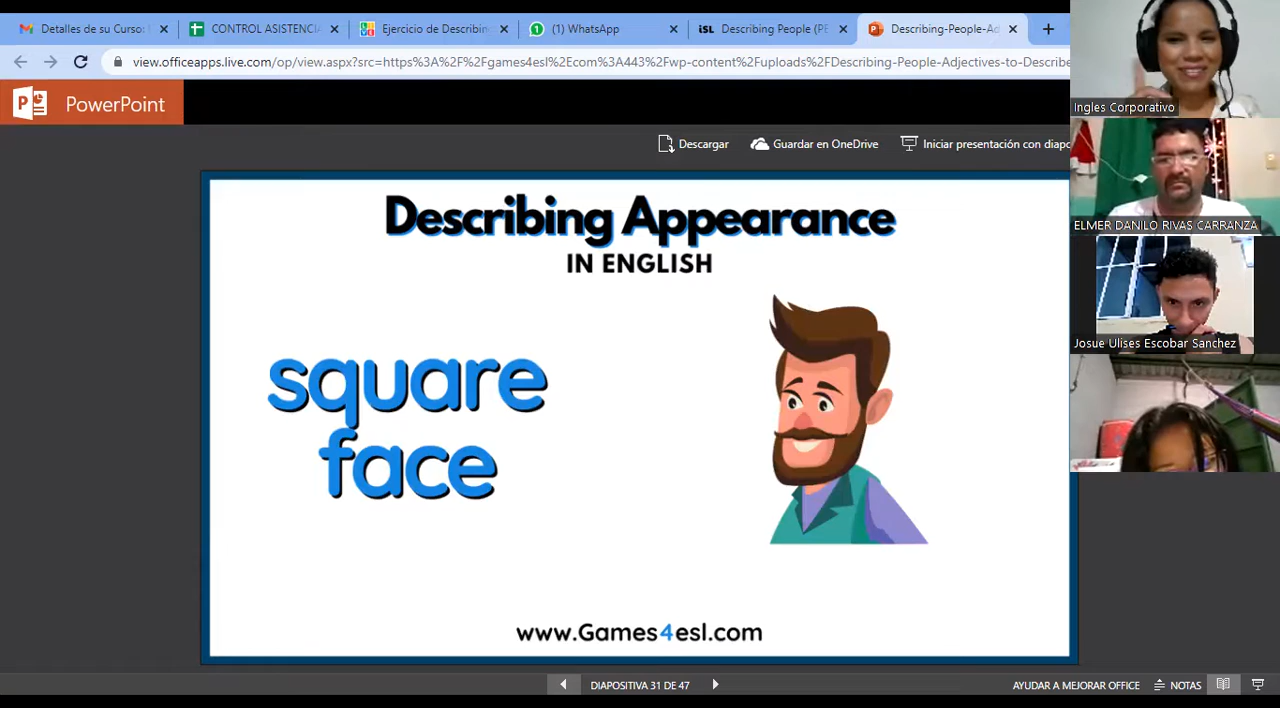 Detalles de su Curso:
CONTROL ASISTENCIA
Ejercicio de Describing
(1) WhatsApp
iSL
Describing People (PE
Describing-People-Ad
view.officeapps.live.com/op/view.aspx?src=https%3A%2F%2Fgames4esl%2Ecom%3A443%2Fwp-content%2Fuploads%2FDescribing-People-Adjectives-to-Describe
PowerPoint
Descargar
Guardar en OneDrive
Iniciar presentación con diapo
Describing Appearance
IN ENGLISH
square
face
www.Games4esl.com
DIAPOSITIVA 31 DE 47
AYUDAR A MEJORAR OFFICE
NOTAS
Ingles Corporativo
ELMER DANILO RIVAS CARRANZA
Josue Ulises Escobar Sanchez